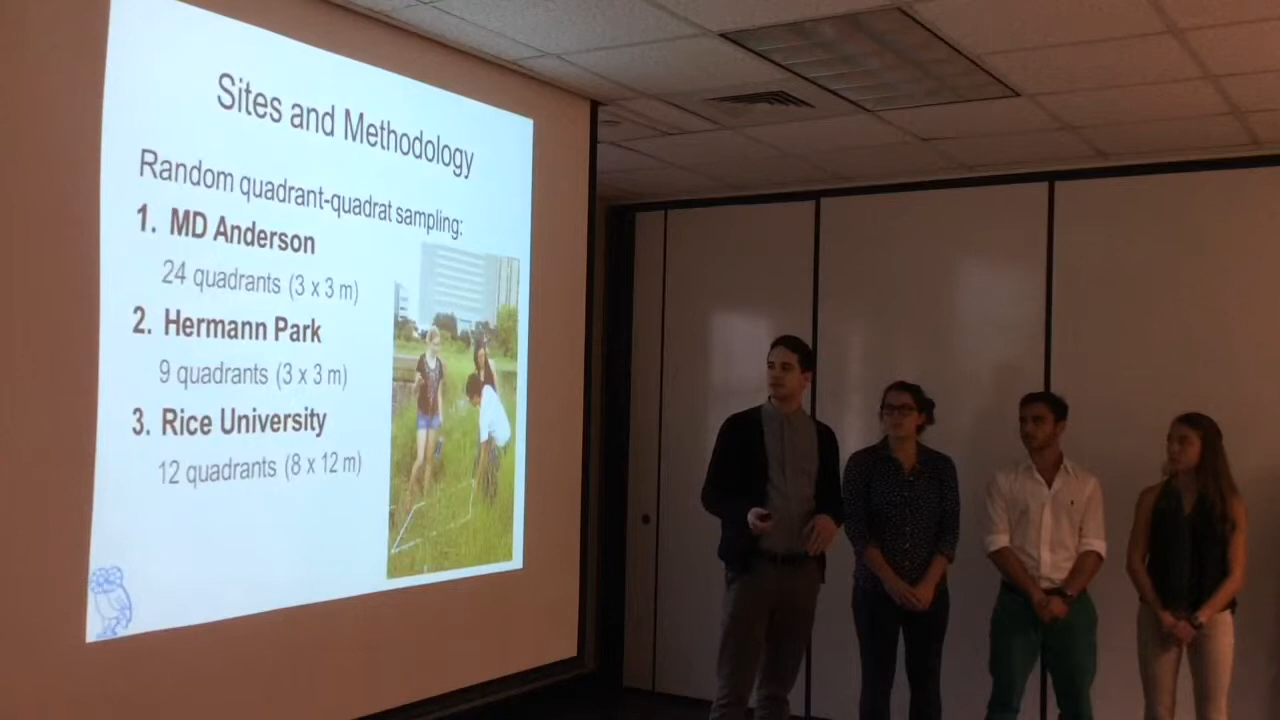 Sites and Methodology
Random quadrant-quadrat sampling:
1. MD Anderson
24 quadrants (3 x 3 m)
2. Hermann Park
9 quadrants (3 x 3 m)
3. Rice University
12 quadrants (8 x 12 m)